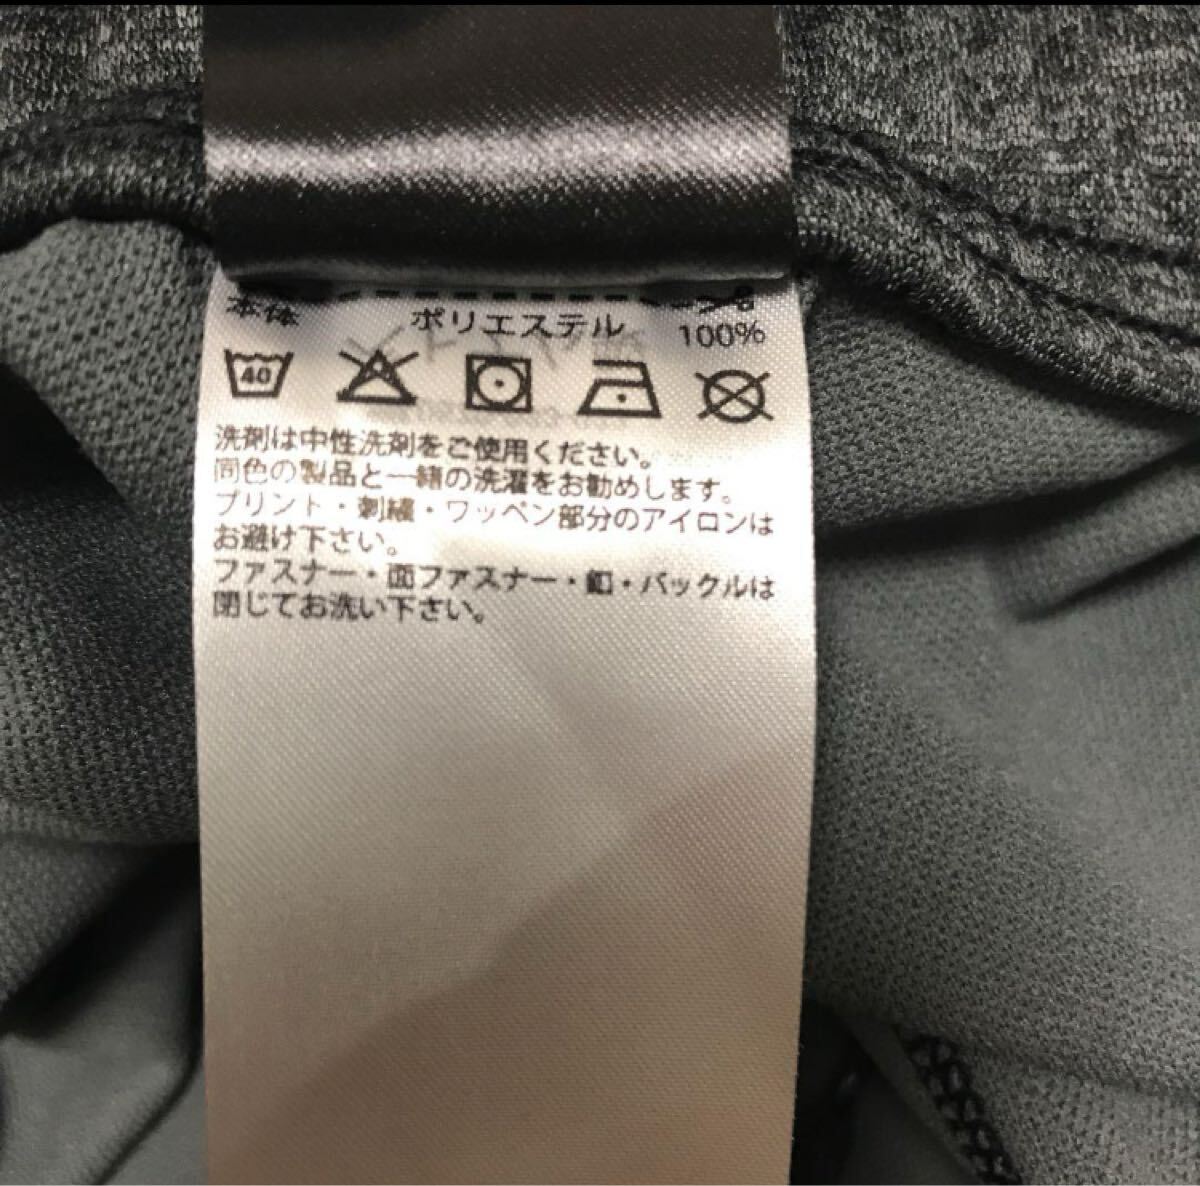 本体 ポリエステル 100%
40
洗剤は中性洗剤をご使用ください。
同色の製品と一緒の洗濯をお勧めします。
プリント・刺繍・ワッペン部分のアイロンは
お避け下さい。
ファスナー・面ファスナー・釦・バックルは
閉じてお洗い下さい。